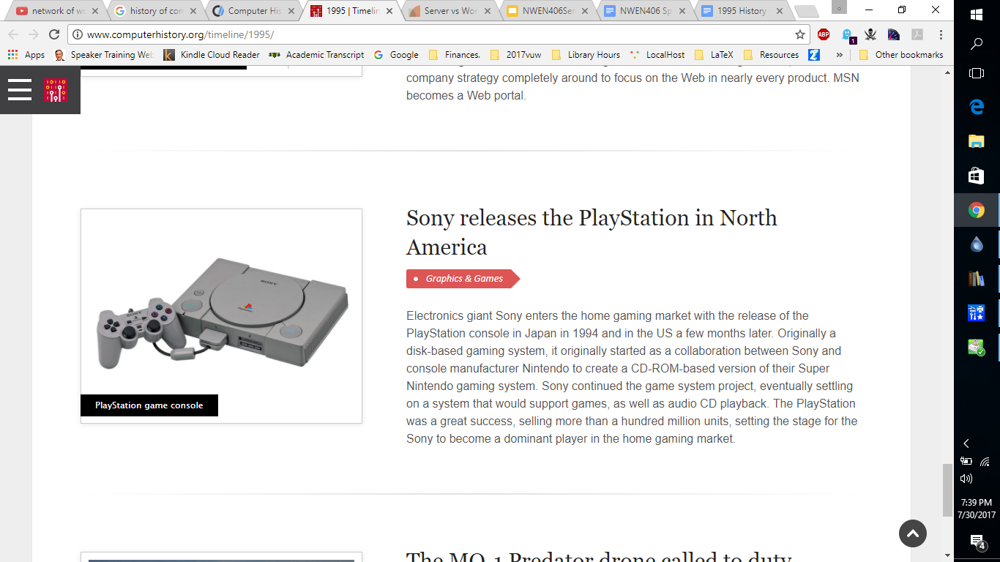 network of wo
history of com
Computer His
1995 | Timelin
Server vs Wor
NWEN406Se
NWEN406 Sp
1995 History
www.computerhistory.org/timeline/1995/
ABP
1
Apps
Speaker Training Web
Kindle Cloud Reader
Academic Transcript
Google
Finances.
2017vuw
Library Hours
LocalHost
LaTeX
Resources
»
Other bookmarks
company strategy completely around to focus on the Web in nearly every product. MSN
becomes a Web portal.
Sony releases the PlayStation in North
America
Graphics & Games
SONY
SONY
PlayStation game console
Electronics giant Sony enters the home gaming market with the release of the
PlayStation console in Japan in 1994 and in the US a few months later. Originally a
disk-based gaming system, it originally started as a collaboration between Sony and
console manufacturer Nintendo to create a CD-ROM-based version of their Super
Nintendo gaming system. Sony continued the game system project, eventually settling
on a system that would support games, as well as audio CD playback. The PlayStation
was a great success, selling more than a hundred million units, setting the stage for the
Sony to become a dominant player in the home gaming market.
The MQ-1 Predator drone called to duty
7:39 PM
7/30/2017
4